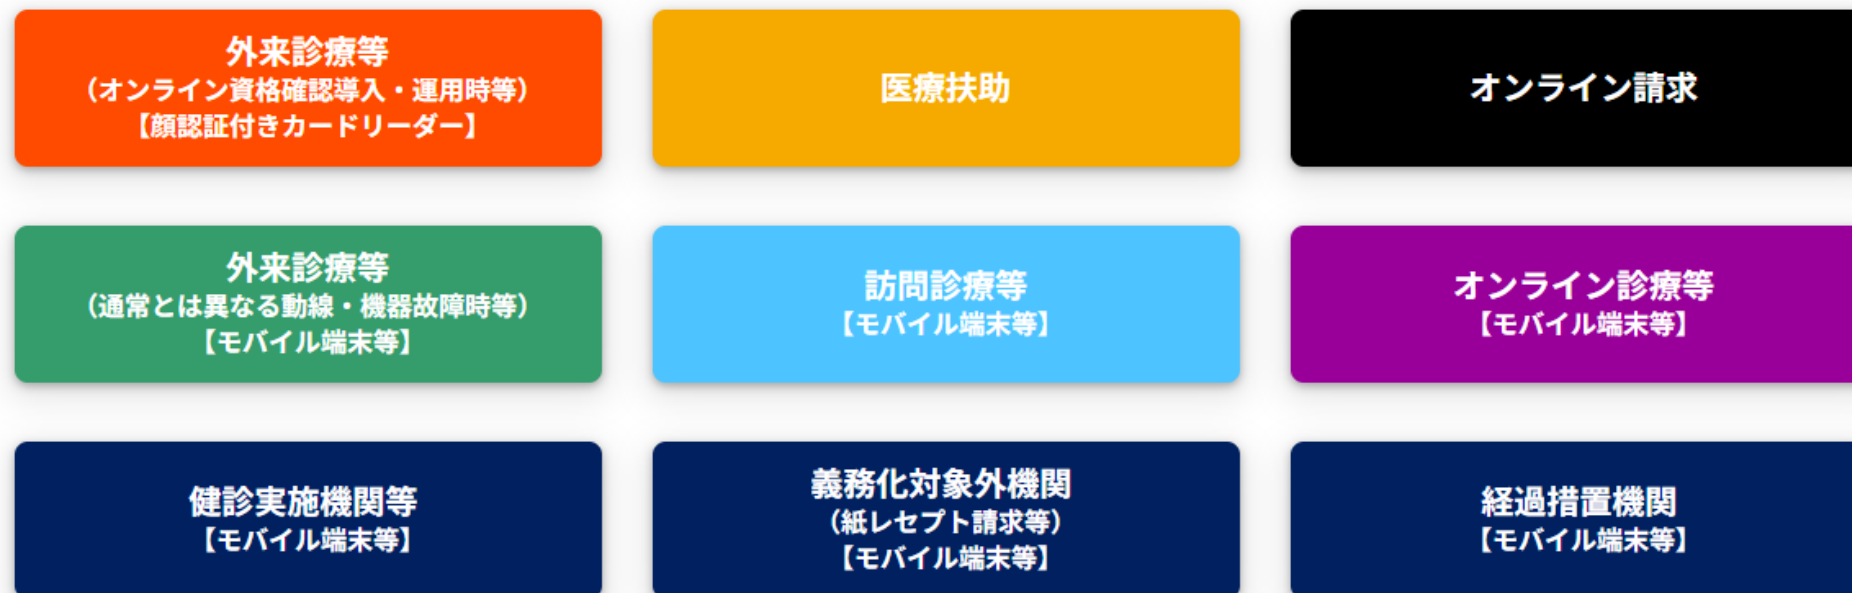 外来診療等
（オンライン資格確認導入・運用時等）
【顔認証付きカードリーダー】
医療扶助
オンライン請求
外来診療等
（通常とは異なる動線・機器故障時等）
【モバイル端末等】
訪問診療等
【モバイル端末等】
オンライン診療等
【モバイル端末等】
健診実施機関等
【モバイル端末等】
義務化対象外機関
（紙レセプト請求等）
【モバイル端末等】
経過措置機関
【モバイル端末等】